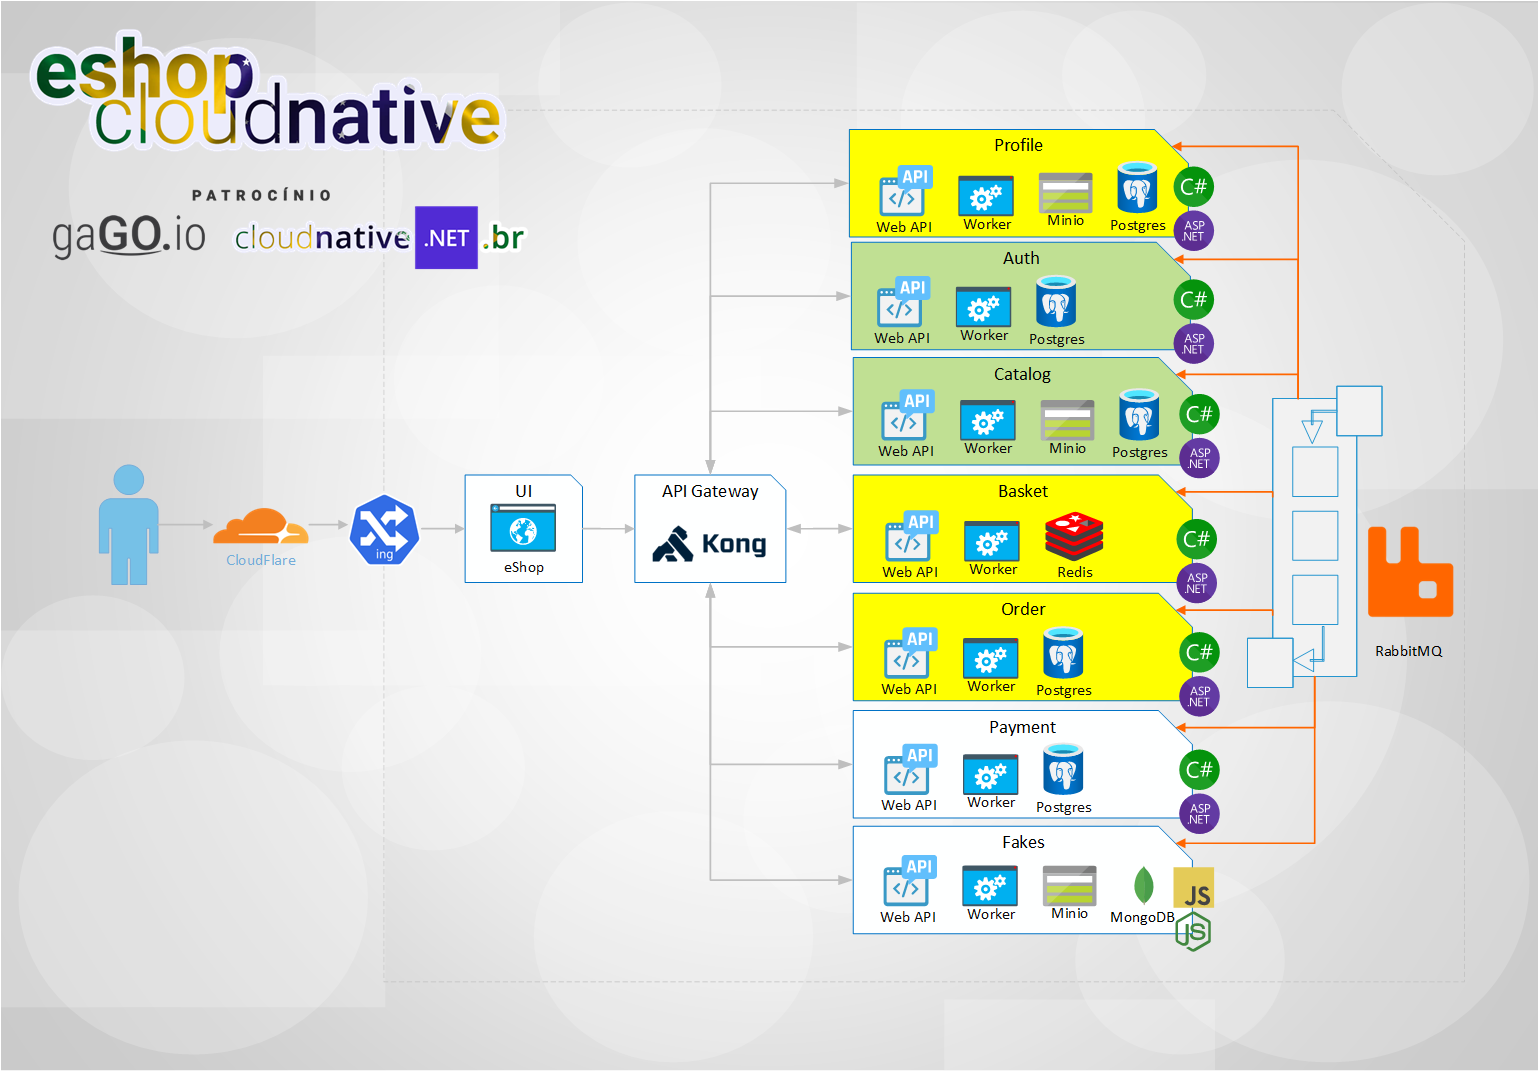 eshop
cloudnative
PATROCÍNIO
gaGO.io
cloudnative .NET .br
CloudFlare
ing
UI
eShop
API Gateway
Kong
Profile
API
Web API
Worker
Minio
Postgres
C#
ASP
.NET
Auth
API
Web API
Worker
Postgres
C#
ASP
.NET
Catalog
API
Web API
Worker
Minio
Postgres
C#
ASP
.NET
Basket
API
Web API
Worker
Redis
C#
ASP
.NET
Order
API
Web API
Worker
Postgres
C#
ASP
.NET
Payment
API
Web API
Worker
Postgres
C#
ASP
.NET
Fakes
API
Web API
Worker
Minio
MongoDB
JS
JS
RabbitMQ